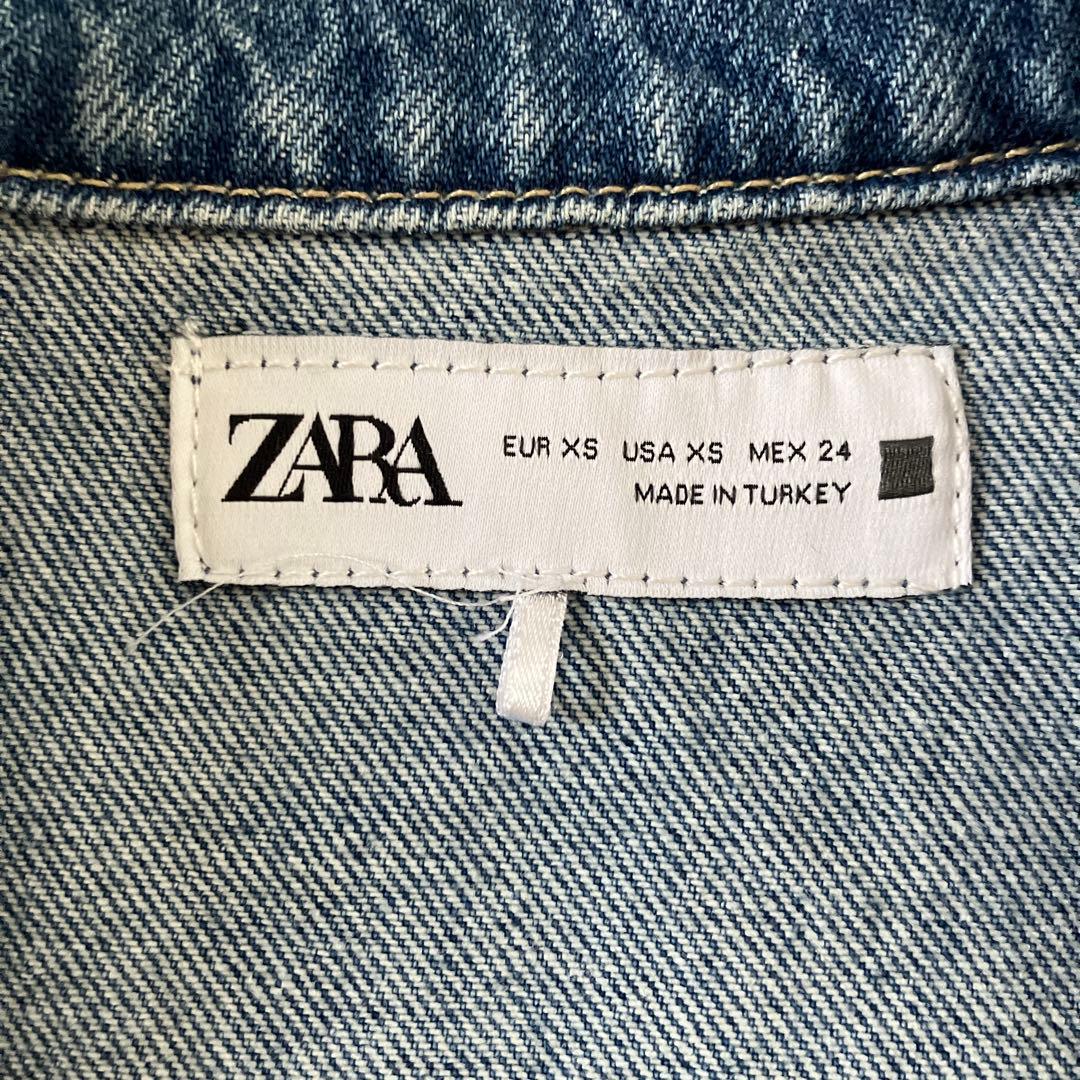 ZARA
EUR XS USA XS MEX 24
MADE IN TURKEY